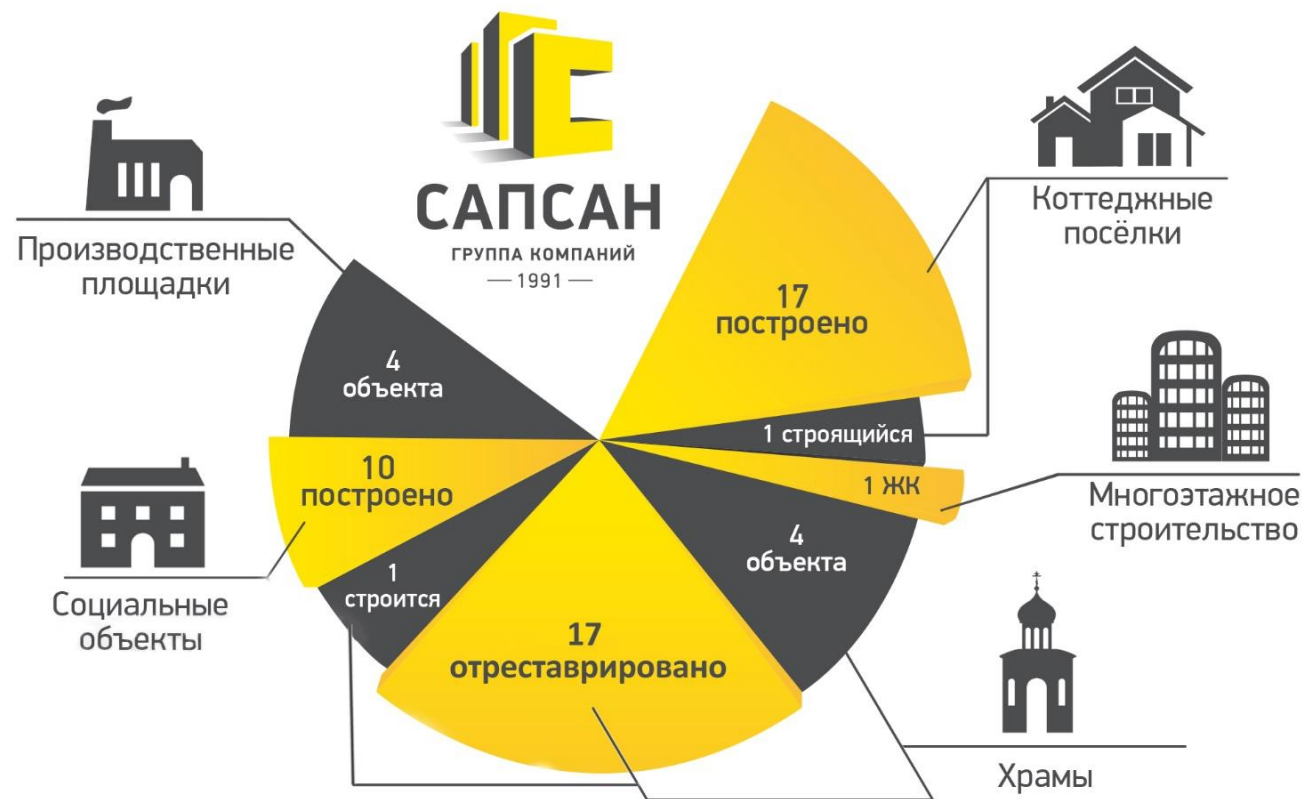 САПСАН
ГРУППА КОМПАНИЙ
— 1991 —
Производственные
площадки
4
объекта
Социальные
объекты
10
построено
1
строится
17
отреставрировано
4
объекта
Храмы
1 ЖК
Многоэтажное
строительство
1 строящийся
17
построено
Коттеджные
посёлки